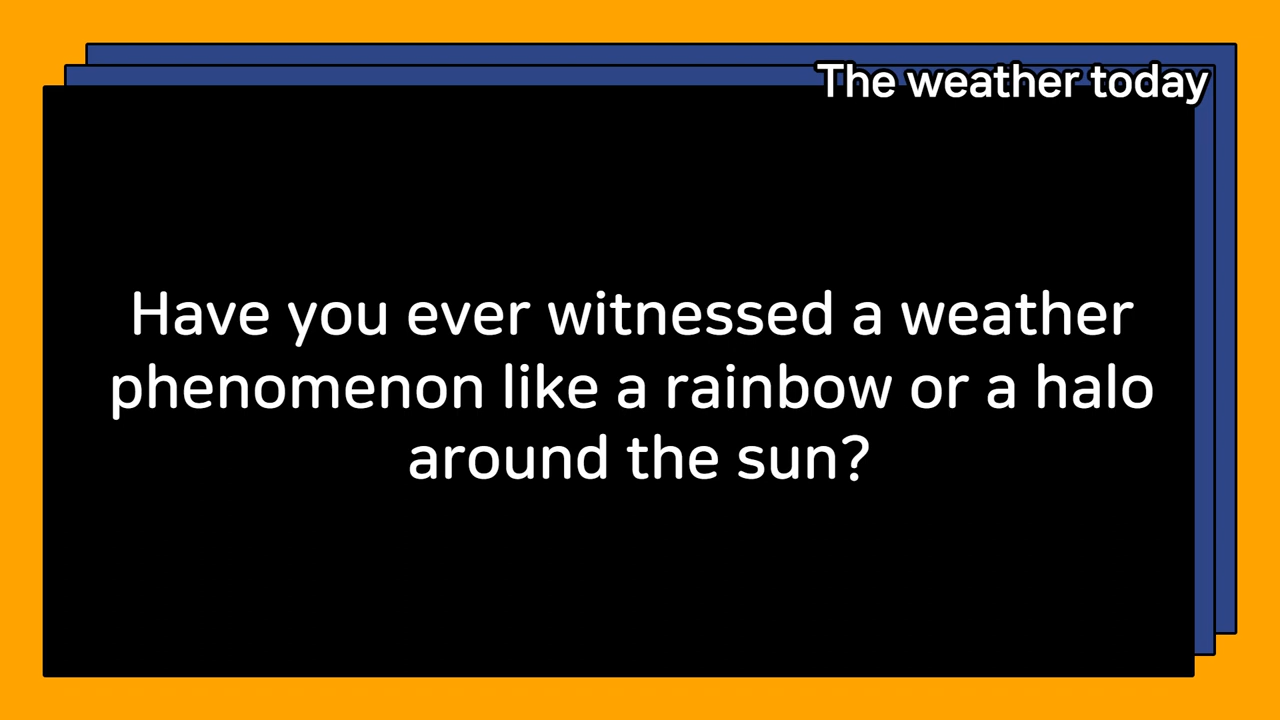 The weather today
Have you ever witnessed a weather
phenomenon like a rainbow or a halo
around the sun?